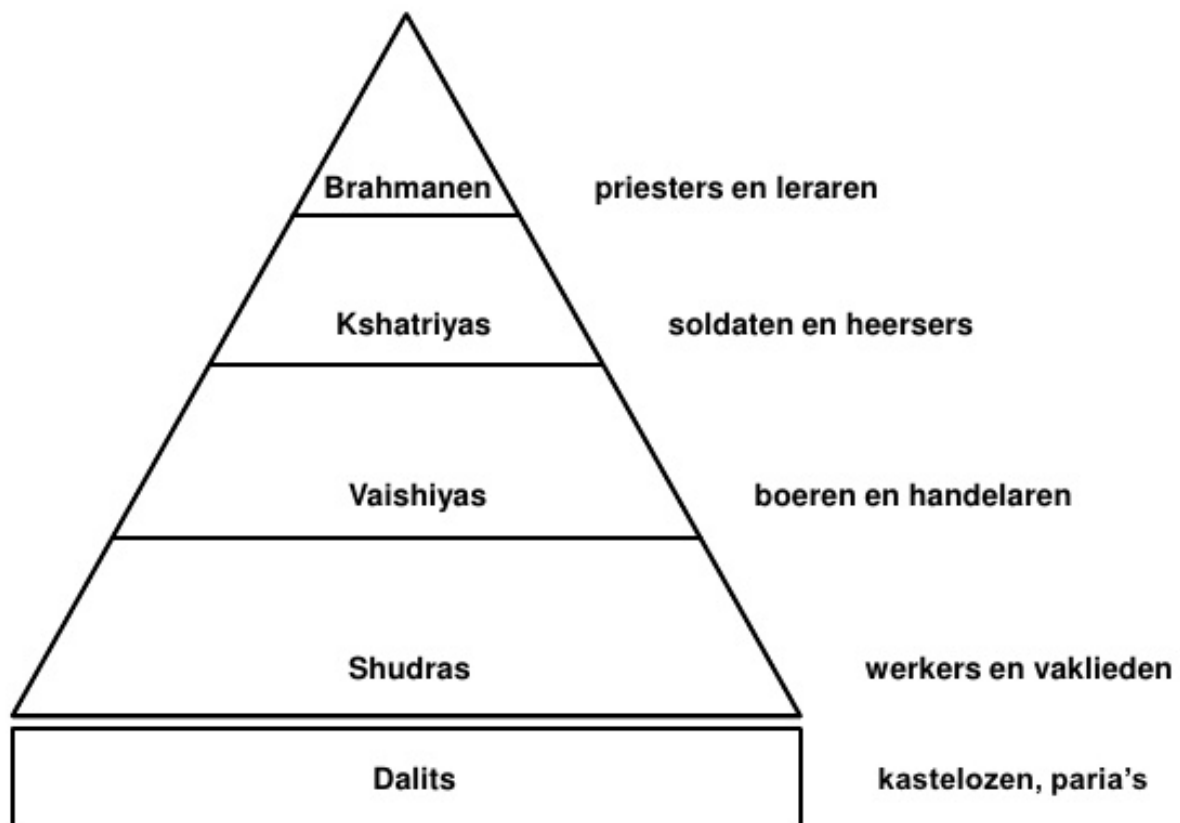 Brahmanen priesters en leraren
Kshatriyas soldaten en heersers
Vaishiyas boeren en handelaren
Shudras werkers en vaklieden
Dalits kastelozen, paria's